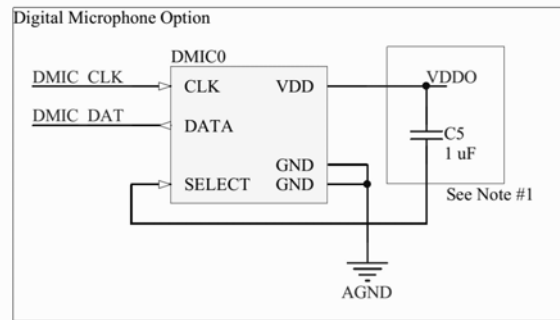 Digital Microphone Option
DMIC0
DMIC_CLK
CLK
VDD
VDDO
DMIC_DAT
DATA
C5
1 uF
GND
SELECT
GND
See Note #1
AGND